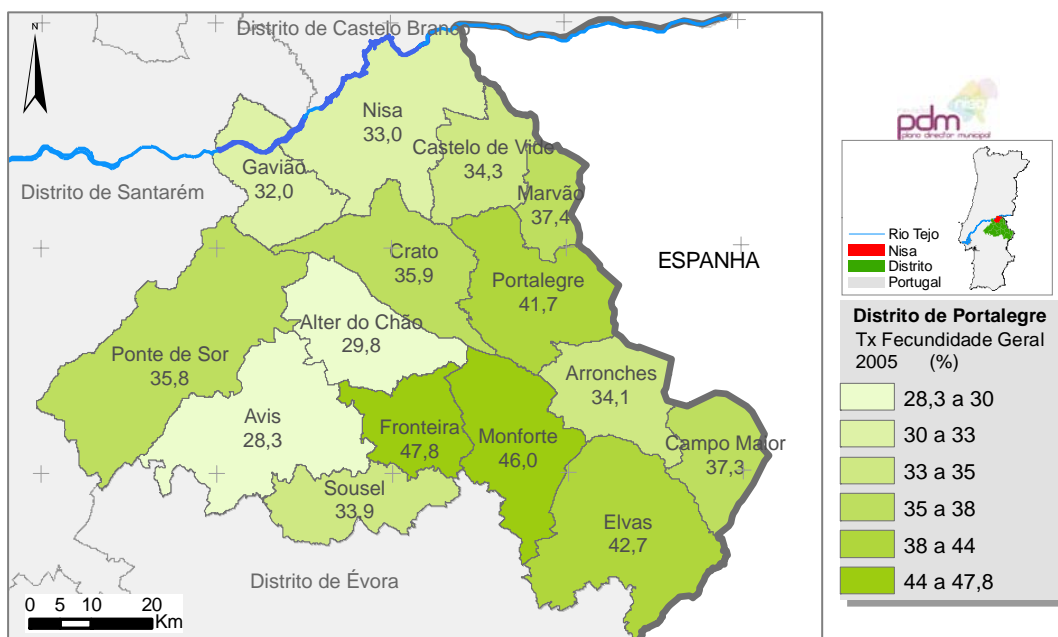 N
Distrito de Castelo Branco
Nisa
33,0
Castelo de Vide
34,3
Gavião
32,0
Marvão
37,4
Distrito de Santarém
Crato
35,9
Portalegre
41,7
ESPANHA
Alter do Chão
29,8
Ponte de Sor
35,8
Arronches
34,1
Avis
28,3
Fronteira
47,8
Monforte
46,0
Campo Maior
37,3
Sousel
33,9
Elvas
42,7
Distrito de Évora
0 5 10 20
Km
nisa
pdm
plano director municipal
Rio Tejo
Nisa
Distrito
Portugal
Distrito de Portalegre
Tx Fecundidade Geral
2005 (%)
28,3 a 30
30 a 33
33 a 35
35 a 38
38 a 44
44 a 47,8